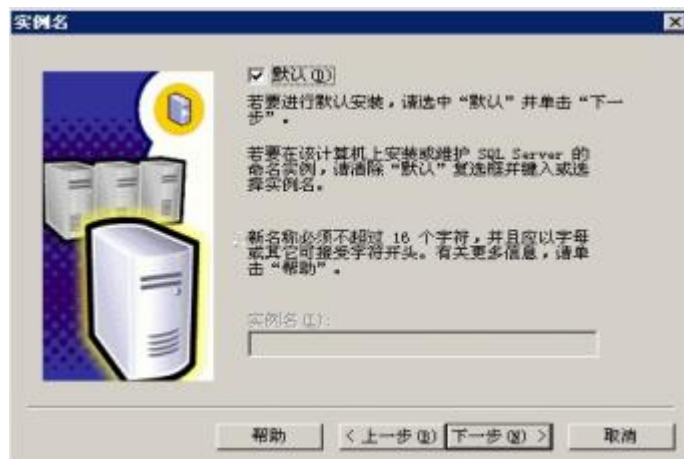 实例名
默认(D)
若要进行默认安装，请选中“默认”并单击“下一
步”。
若要在该计算机上安装或维护 SQL Server 的
命名实例，请清除“默认”复选框并键入或选
择实例名。
新名称必须不超过 16 个字符，并且应以字母
或其它可接受字符开头。有关更多信息，请单
击“帮助”。
实例名(I):
帮助
< 上一步(B)
下一步(N) >
取消